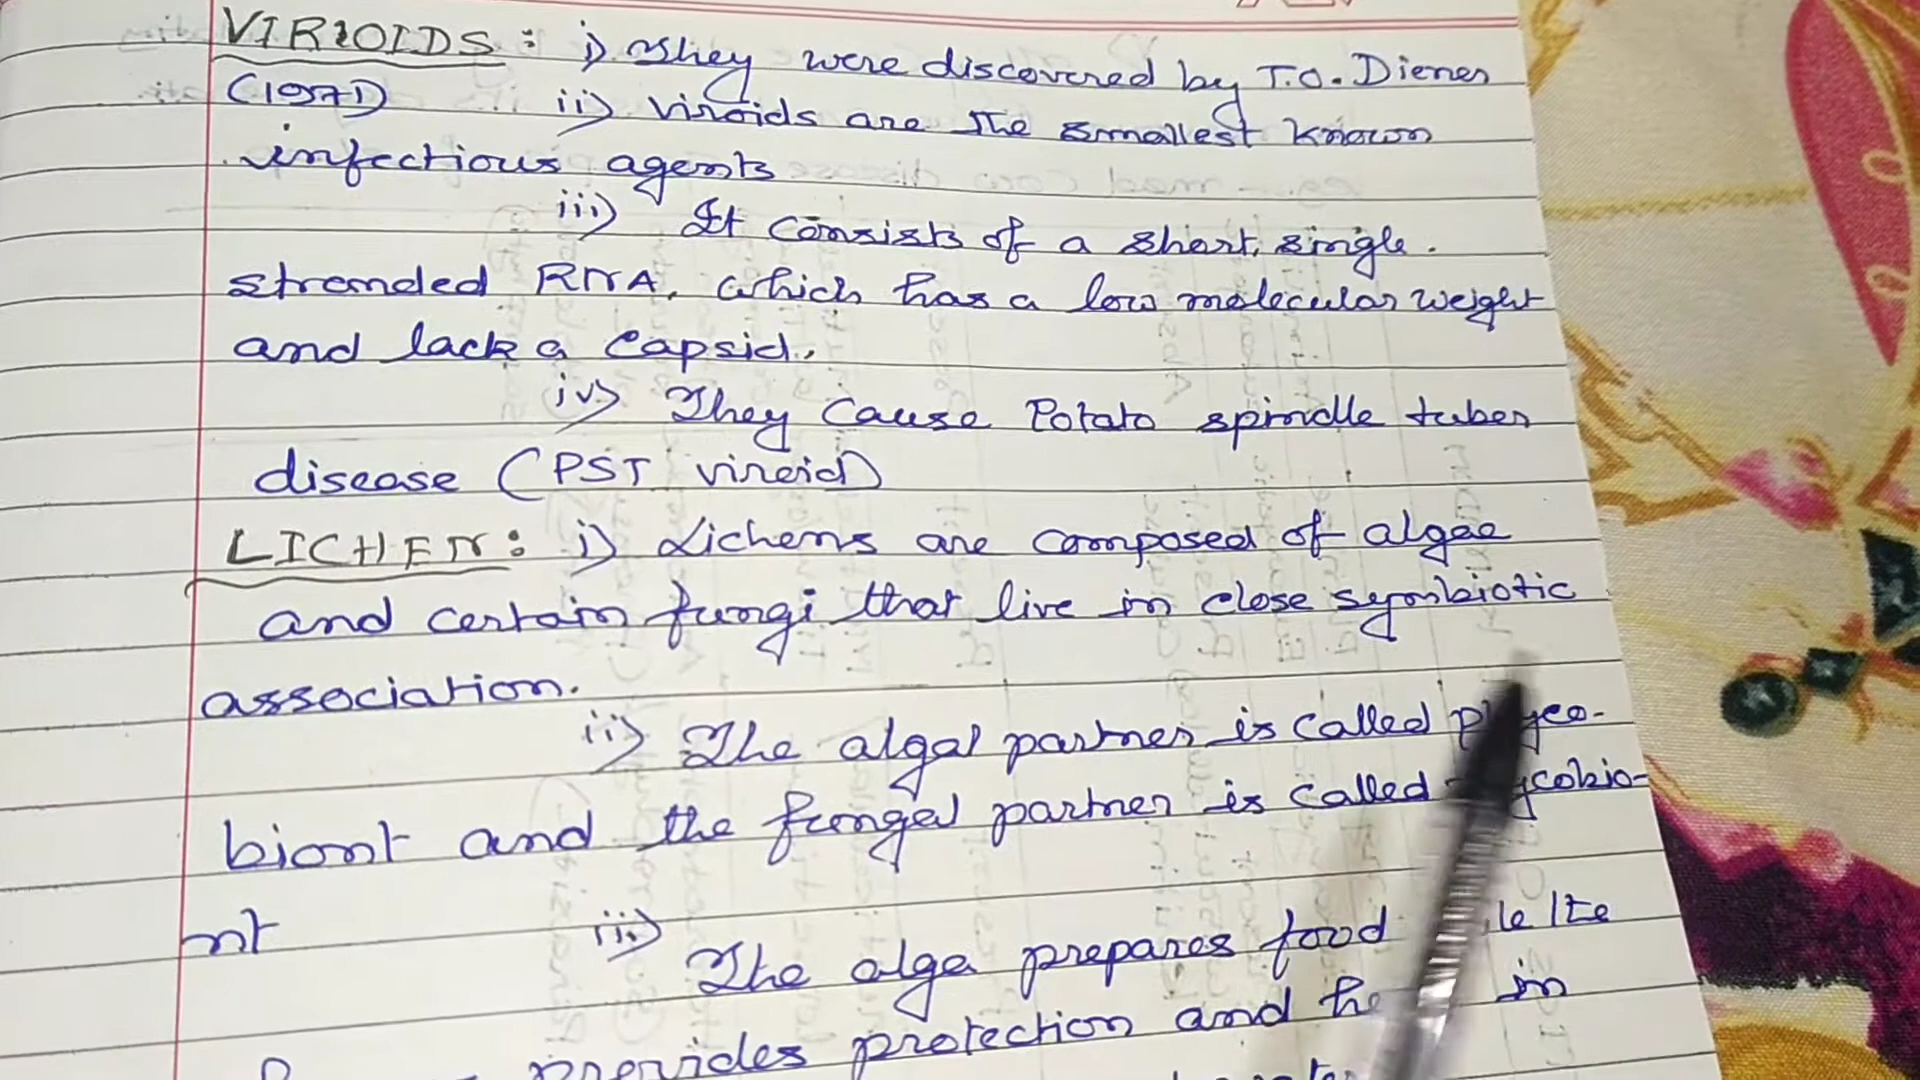 VIRIOIDS : i) They were discovered by T.O. Diener
(1971) ii) Viroids are the smallest known
infectious agents
iii) It consists of a short, single.
stranded RNA, which has a low molecular weight
and lack a capsid.
iv) They cause Potato spindle tuber
disease (PST viroid)
LICHEN : i) Lichens are composed of algae
and certain fungi that live in close symbiotic
association.
ii) The algal partner is called phyco-
biont and the fungal partner is called mycobio-
nt iii) The alga prepares food
provides protection and in